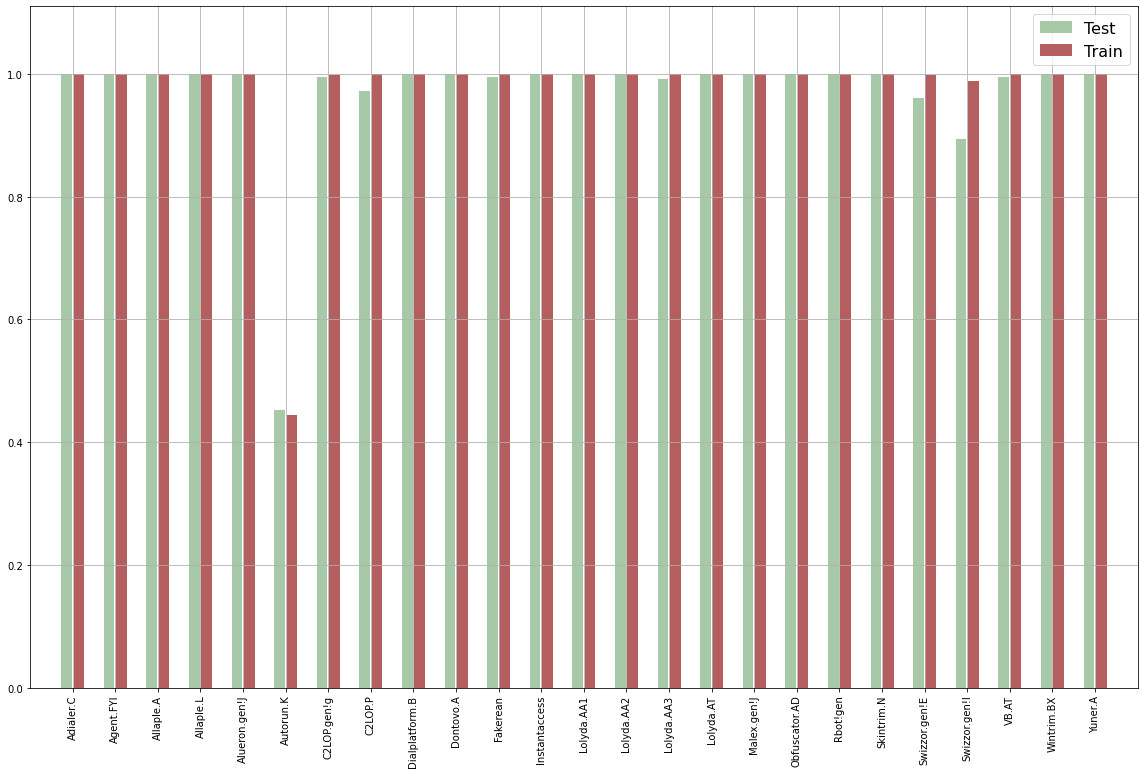 Test
Train
1.0
0.8
0.6
0.4
0.2
0.0
Adialer.C
Agent.FYI
Allaple.A
Allaple.L
Alueron.gen!J
Autorun.K
C2LOP.gen!g
C2LOP.P
Dialplatform.B
Dontovo.A
Fakerean
Instantaccess
Lolyda.AA1
Lolyda.AA2
Lolyda.AA3
Lolyda.AT
Malex.gen!J
Obfuscator.AD
Rbot!gen
Skintrim.N
Swizzor.gen!E
Swizzor.gen!I
VB.AT
Wintrim.BX
Yuner.A